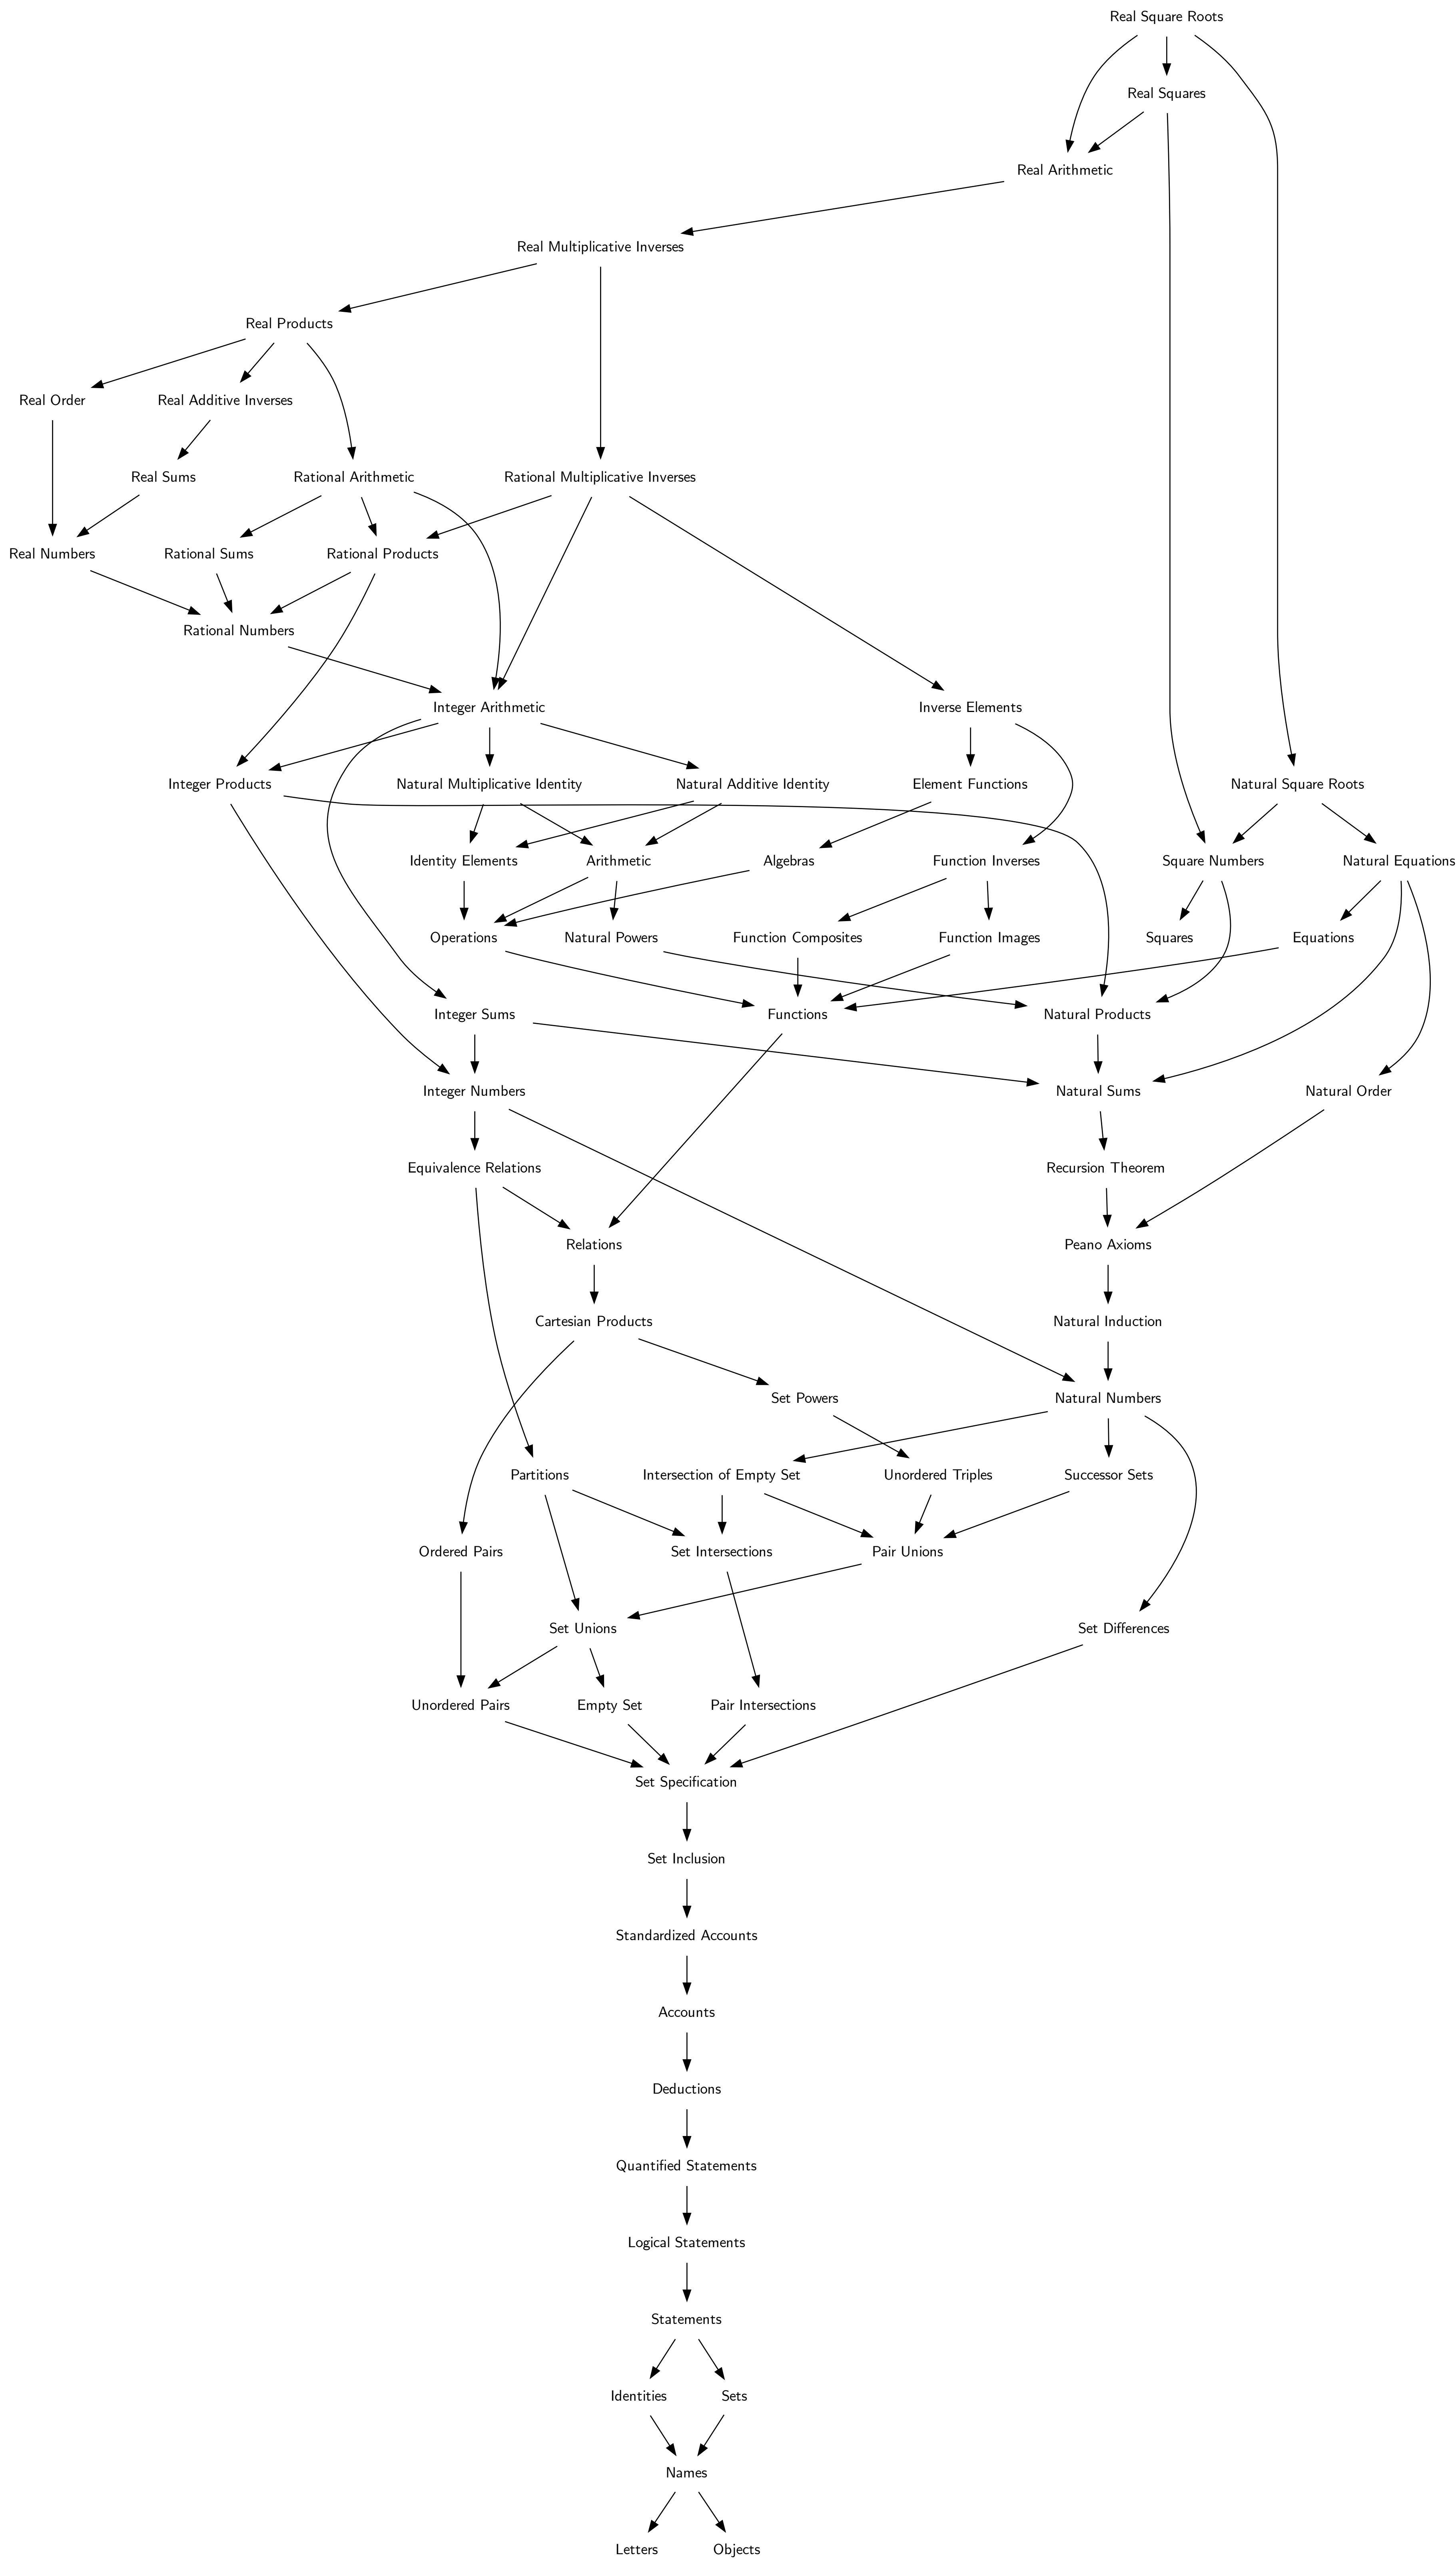 Real Square Roots
Real Squares
Real Arithmetic
Real Multiplicative Inverses
Real Products
Real Order
Real Additive Inverses
Real Sums
Rational Arithmetic
Rational Multiplicative Inverses
Real Numbers
Rational Sums
Rational Products
Rational Numbers
Integer Arithmetic
Inverse Elements
Integer Products
Natural Multiplicative Identity
Natural Additive Identity
Element Functions
Natural Square Roots
Identity Elements
Arithmetic
Algebras
Function Inverses
Square Numbers
Natural Equations
Operations
Natural Powers
Function Composites
Function Images
Squares
Equations
Integer Sums
Functions
Natural Products
Integer Numbers
Natural Sums
Natural Order
Equivalence Relations
Recursion Theorem
Relations
Peano Axioms
Cartesian Products
Natural Induction
Set Powers
Natural Numbers
Partitions
Intersection of Empty Set
Unordered Triples
Successor Sets
Ordered Pairs
Set Intersections
Pair Unions
Set Unions
Set Differences
Unordered Pairs
Empty Set
Pair Intersections
Set Specification
Set Inclusion
Standardized Accounts
Accounts
Deductions
Quantified Statements
Logical Statements
Statements
Identities
Sets
Names
Letters
Objects